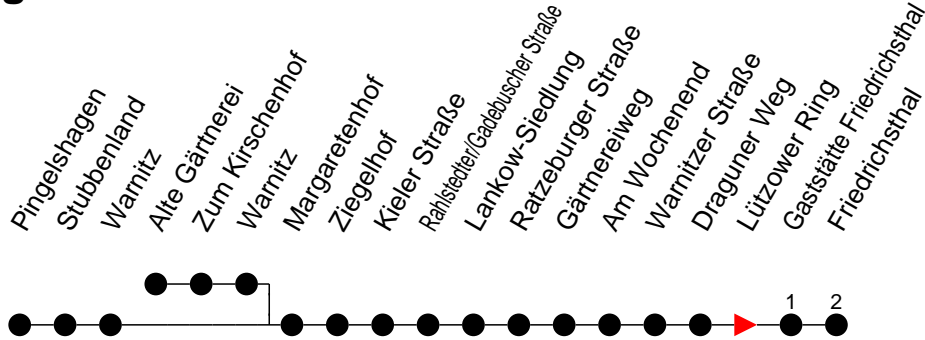 Pingelshagen
Stubbenland
Warnitz
Alte Gärtnerei
Zum Kirschenhof
Warnitz
Margaretenhof
Ziegelhof
Kieler Straße
Rahlstedter/Gadebuscher Straße
Lankow-Siedlung
Ratzeburger Straße
Gärtnereiweg
Am Wochenend
Warnitzer Straße
Draguner Weg
Lützower Ring
Gaststätte Friedrichsthal
Friedrichsthal
1 2